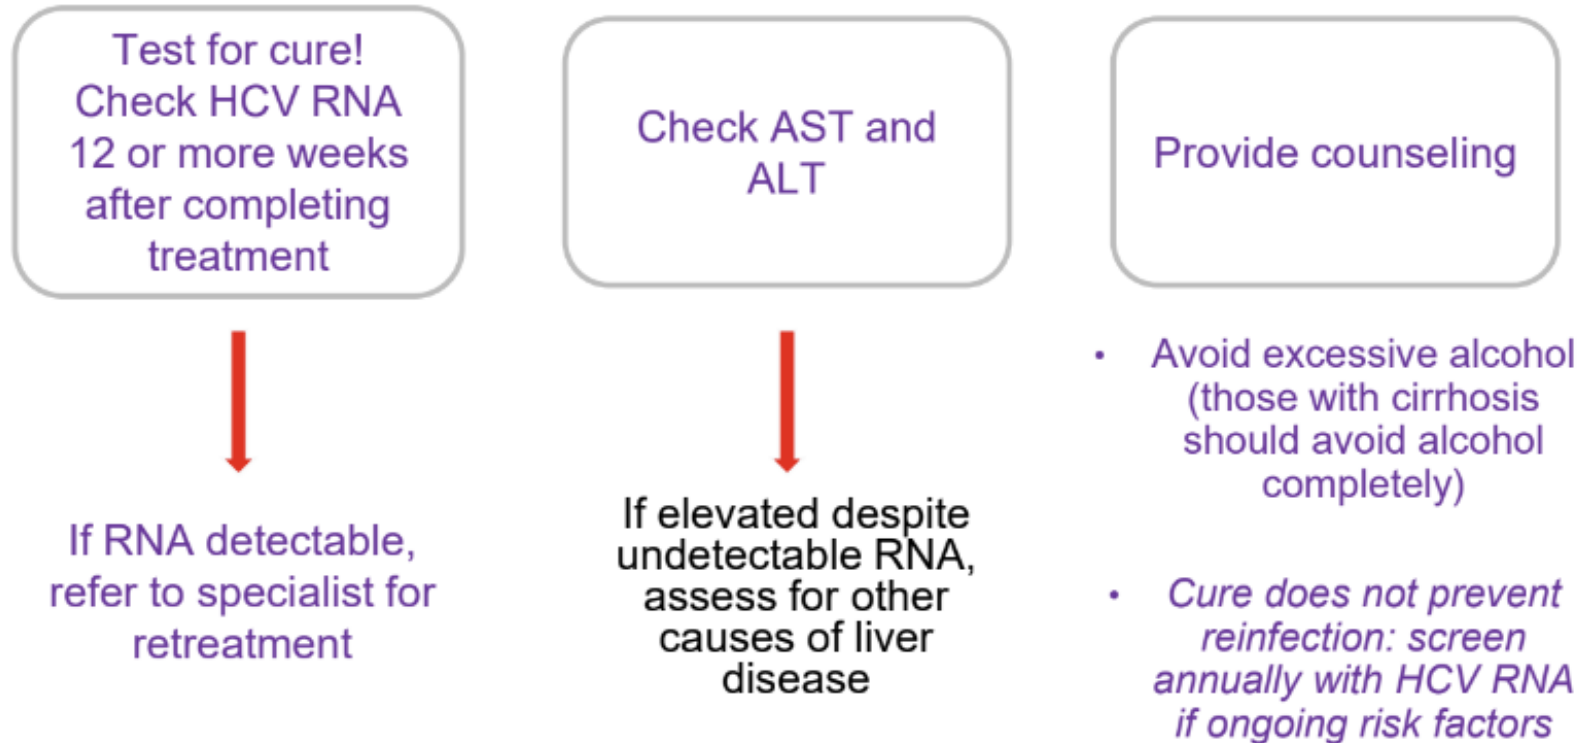 Test for cure!
Check HCV RNA
12 or more weeks
after completing
treatment
If RNA detectable,
refer to specialist for
retreatment
Check AST and
ALT
If elevated despite
undetectable RNA,
assess for other
causes of liver
disease
Provide counseling
• Avoid excessive alcohol
(those with cirrhosis
should avoid alcohol
completely)
• Cure does not prevent
reinfection: screen
annually with HCV RNA
if ongoing risk factors